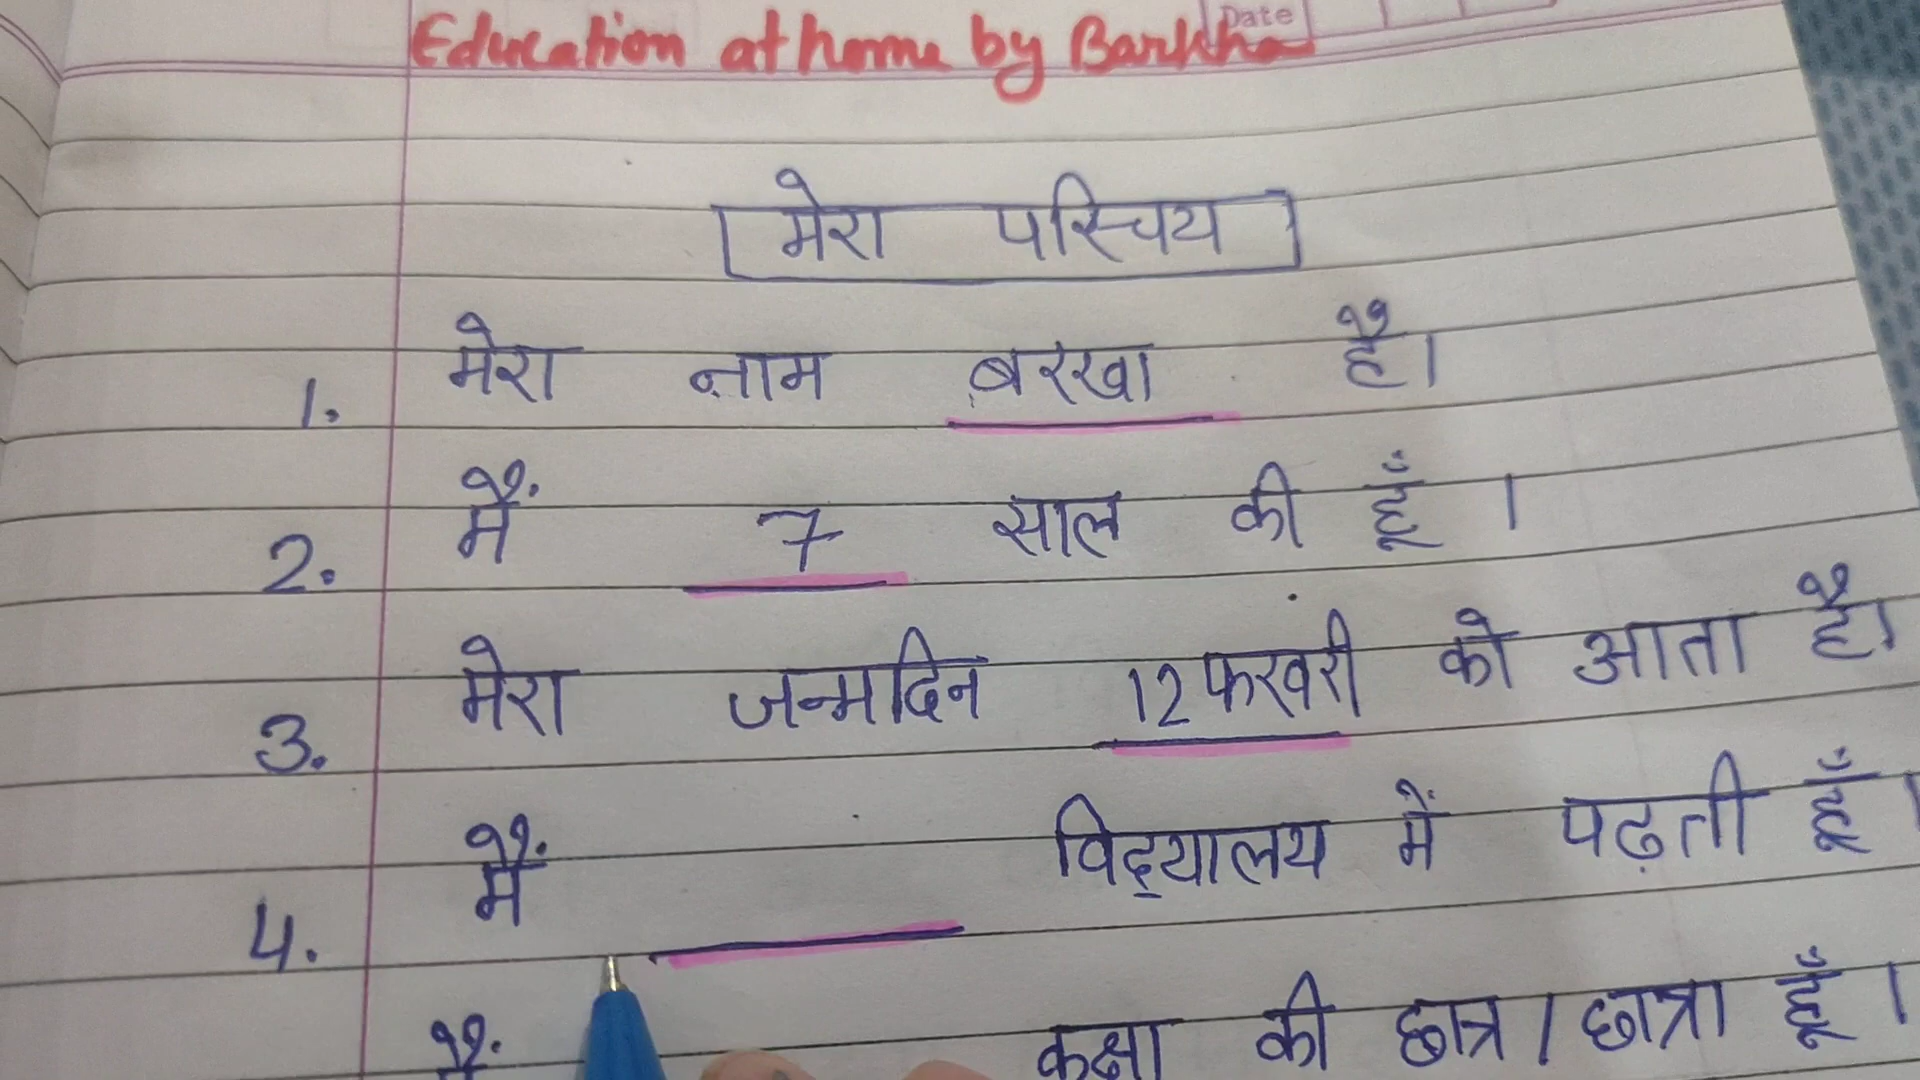 Date
Education at home by Barkha
मेरा परिचय
1. मेरा नाम बरखा है।
2. मैं 7 साल की हूँ ।
3. मेरा जन्मदिन 12 फरवरी को आता है।
4. मैं ________ विद्यालय में पढ़ती हूँ ।
मैं कक्षा की छात्र / छात्रा हूँ ।